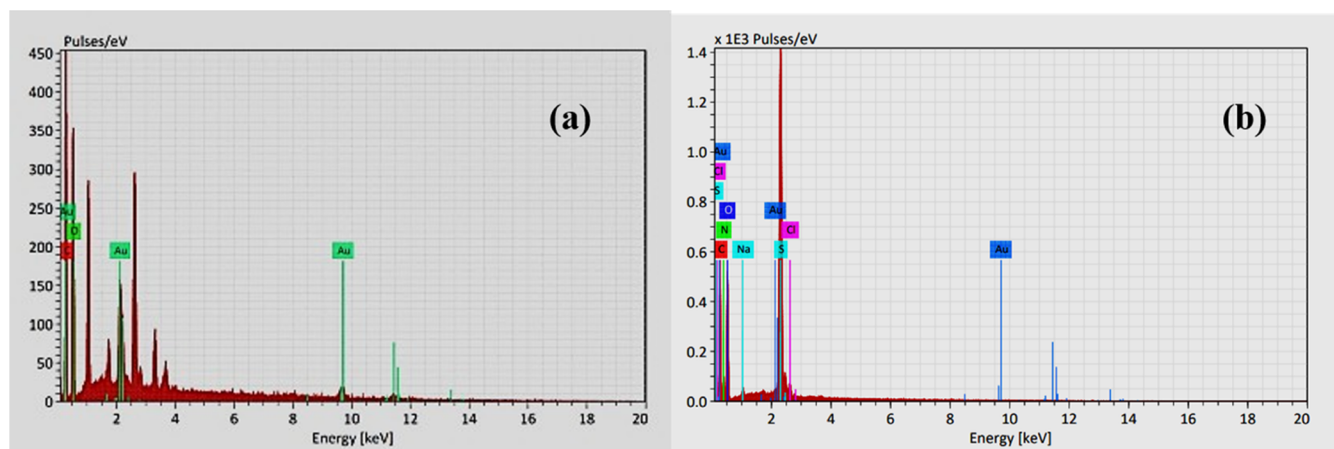 Pulses/eV
450
400
350
300
250
200
150
100
50
0
(a)
Au
O
C
Au
Au
2 4 6 8 10 12 14 16 18 20
Energy [keV]
x 1E3 Pulses/eV
1.4
1.2
1.0
0.8
0.6
0.4
0.2
0.0
(b)
Au
Cl
S
O Au
N Cl
C Na S Au
2 4 6 8 10 12 14 16 18 20
Energy [keV]